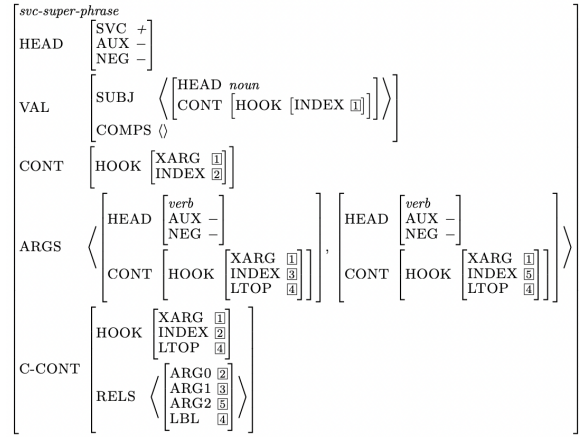 svc-super-phrase
HEAD [SVC +
AUX −
NEG −]
VAL [SUBJ ⟨[HEAD noun
CONT [HOOK [INDEX 1]]]⟩
COMPS ⟨⟩]
CONT [HOOK [XARG 1
INDEX 2]]
ARGS ⟨[HEAD [verb
AUX −
NEG −]
CONT [HOOK [XARG 1
INDEX 3
LTOP 4]]],
[HEAD [verb
AUX −
NEG −]
CONT [HOOK [XARG 1
INDEX 5
LTOP 4]]]⟩
C-CONT [HOOK [XARG 1
INDEX 2
LTOP 4]
RELS ⟨[ARG0 2
ARG1 3
ARG2 5
LBL 4]⟩]